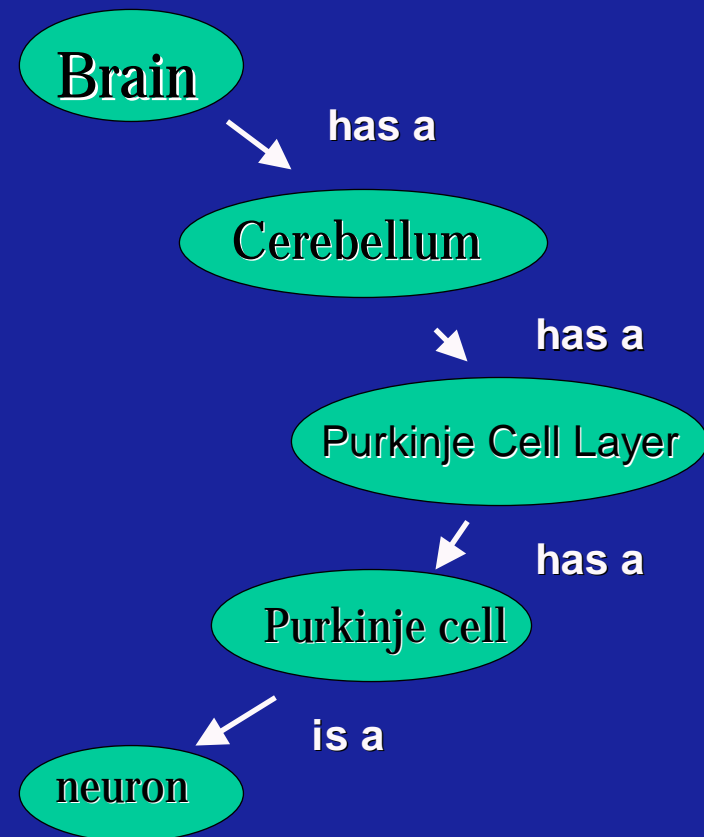 Brain
has a
Cerebellum
has a
Purkinje Cell Layer
has a
Purkinje cell
is a
neuron